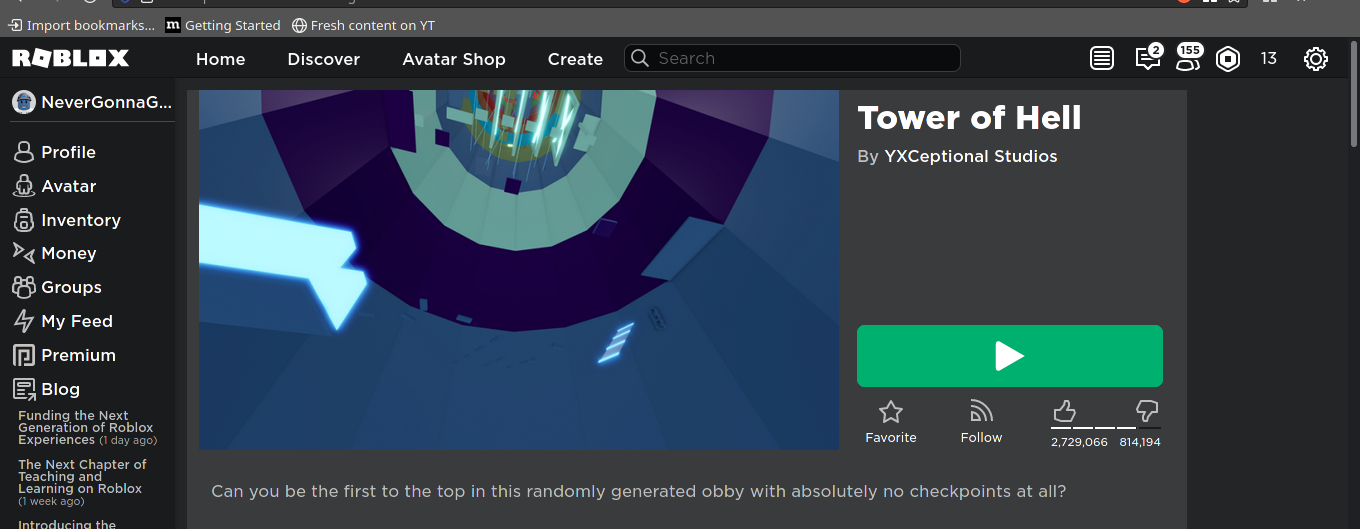 Import bookmarks... Getting Started Fresh content on YT
ROBLOX Home Discover Avatar Shop Create Search 2 155 13
NeverGonnaG...
Profile
Avatar
Inventory
Money
Groups
My Feed
Premium
Blog
Funding the Next
Generation of Roblox
Experiences (1 day ago)
The Next Chapter of
Teaching and
Learning on Roblox
(1 week ago)
Introducing the
Tower of Hell
By YXCeptional Studios
Favorite Follow 2,729,066 814,194
Can you be the first to the top in this randomly generated obby with absolutely no checkpoints at all?